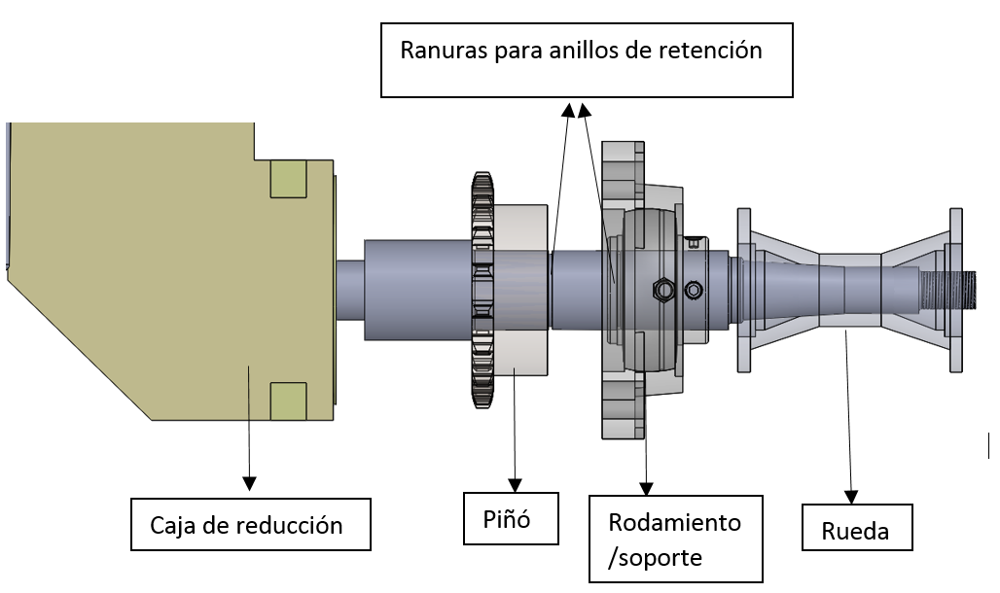 Ranuras para anillos de retención
Caja de reducción
Piñó
Rodamiento
/soporte
Rueda